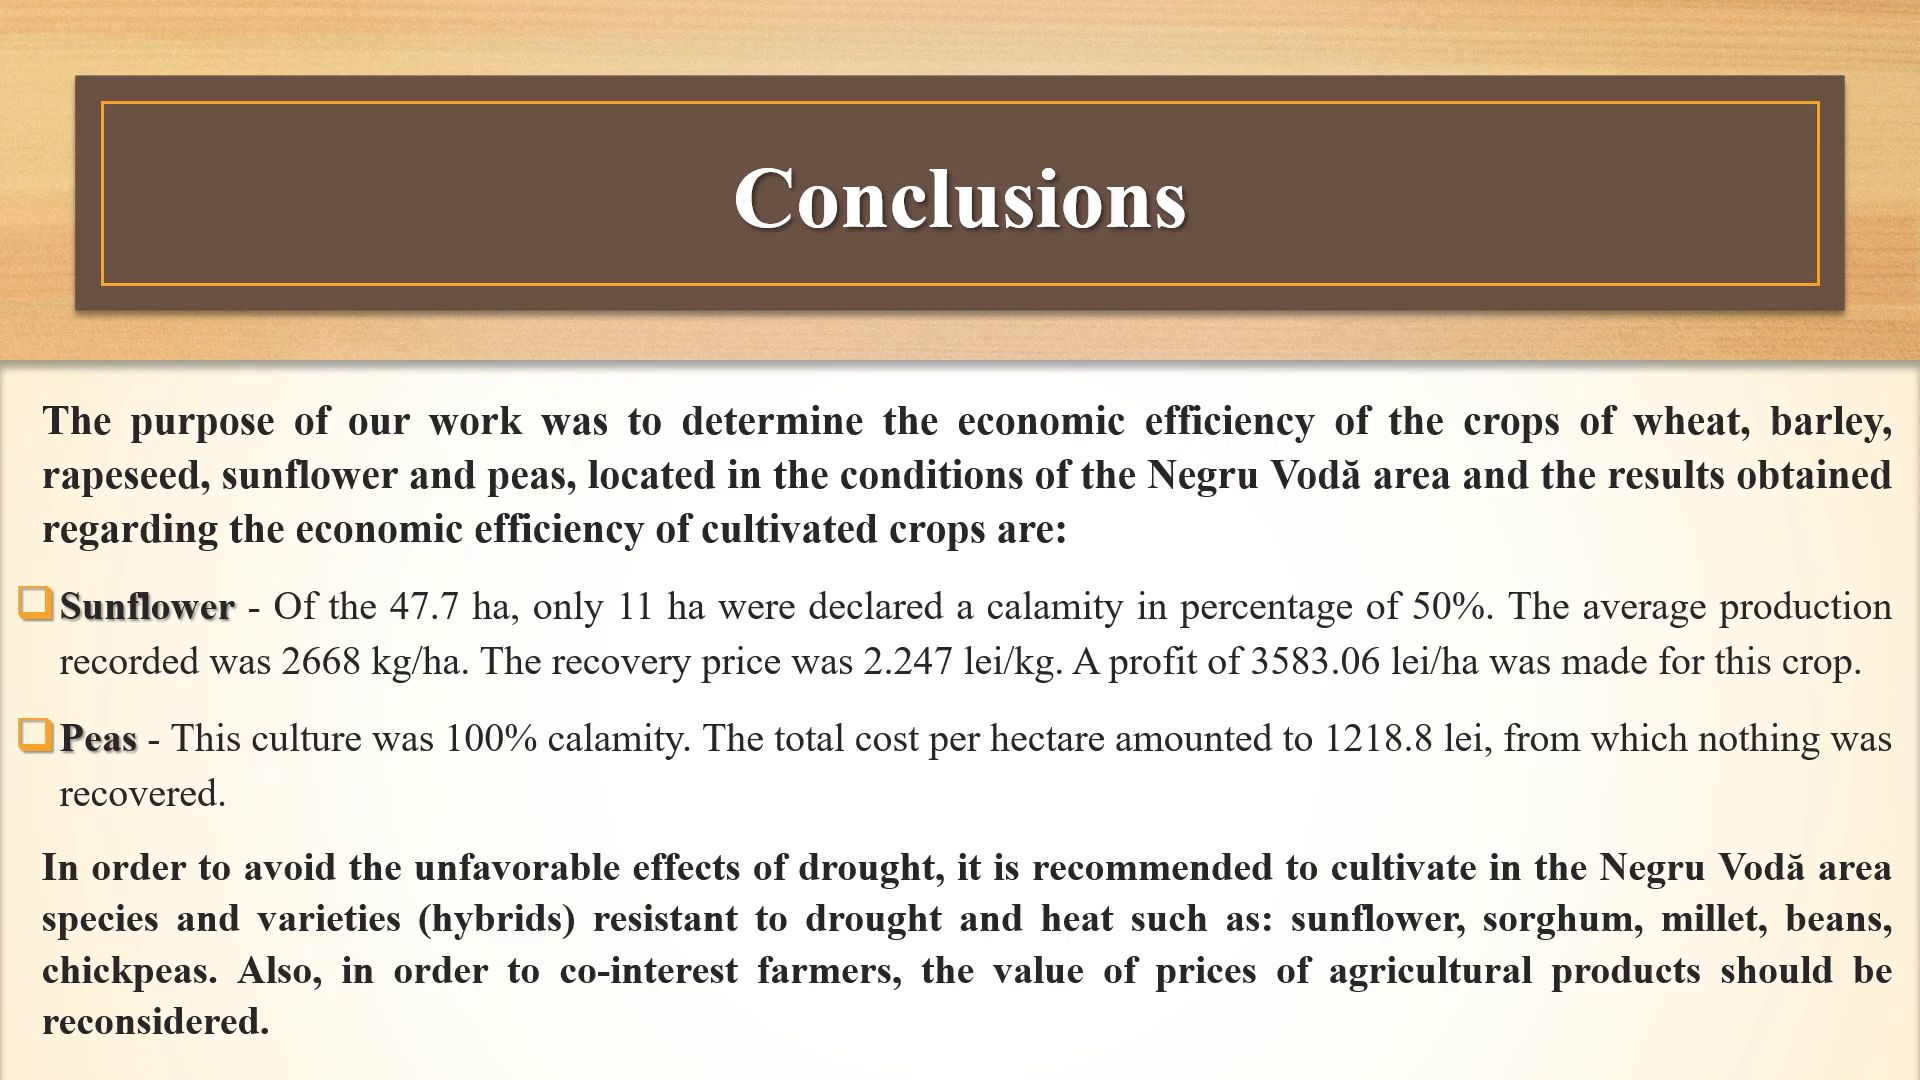 Conclusions
The purpose of our work was to determine the economic efficiency of the crops of wheat, barley,
rapeseed, sunflower and peas, located in the conditions of the Negru Vodă area and the results obtained
regarding the economic efficiency of cultivated crops are:
Sunflower - Of the 47.7 ha, only 11 ha were declared a calamity in percentage of 50%. The average production
recorded was 2668 kg/ha. The recovery price was 2.247 lei/kg. A profit of 3583.06 lei/ha was made for this crop.
Peas - This culture was 100% calamity. The total cost per hectare amounted to 1218.8 lei, from which nothing was
recovered.
In order to avoid the unfavorable effects of drought, it is recommended to cultivate in the Negru Vodă area
species and varieties (hybrids) resistant to drought and heat such as: sunflower, sorghum, millet, beans,
chickpeas. Also, in order to co-interest farmers, the value of prices of agricultural products should be
reconsidered.